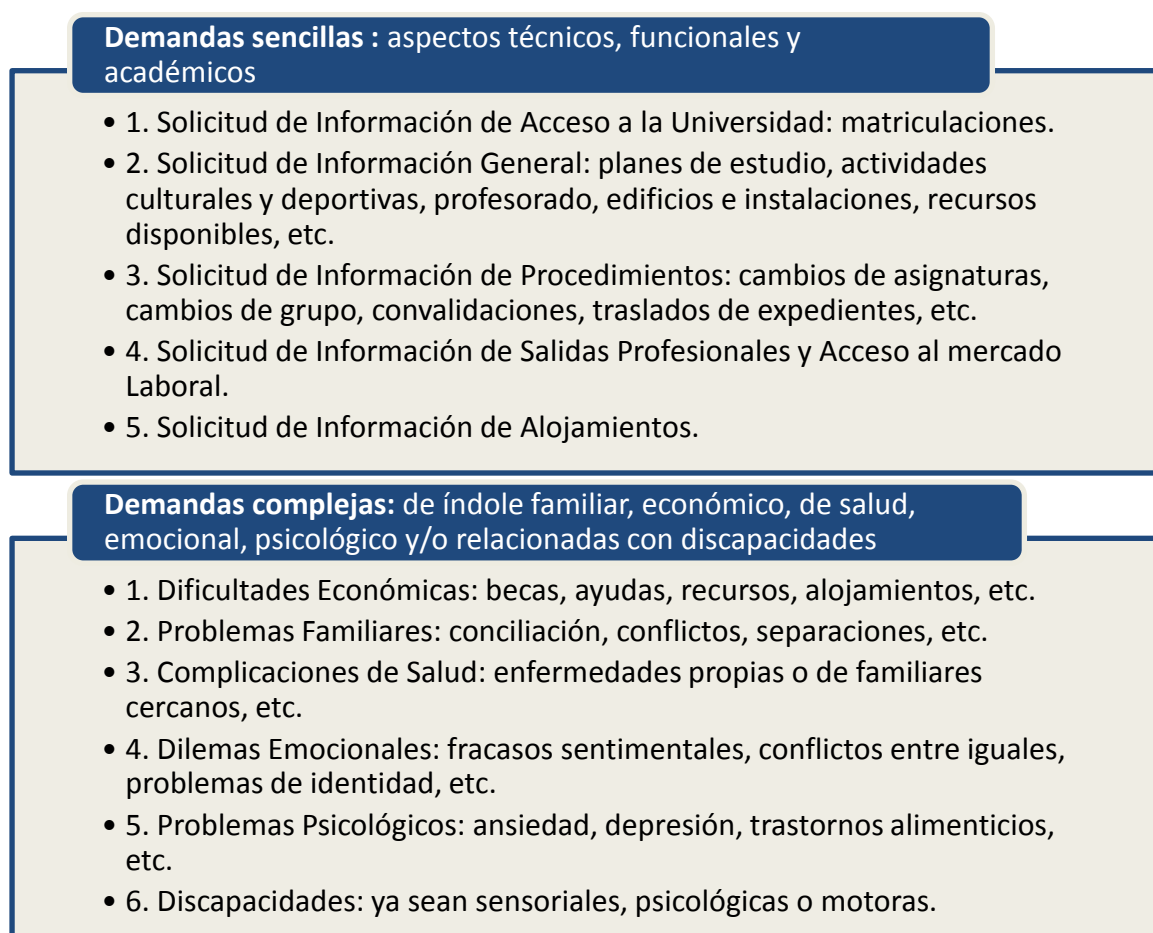 Demandas sencillas : aspectos técnicos, funcionales y
académicos
• 1. Solicitud de Información de Acceso a la Universidad: matriculaciones.
• 2. Solicitud de Información General: planes de estudio, actividades
culturales y deportivas, profesorado, edificios e instalaciones, recursos
disponibles, etc.
• 3. Solicitud de Información de Procedimientos: cambios de asignaturas,
cambios de grupo, convalidaciones, traslados de expedientes, etc.
• 4. Solicitud de Información de Salidas Profesionales y Acceso al mercado
Laboral.
• 5. Solicitud de Información de Alojamientos.
Demandas complejas: de índole familiar, económico, de salud,
emocional, psicológico y/o relacionadas con discapacidades
• 1. Dificultades Económicas: becas, ayudas, recursos, alojamientos, etc.
• 2. Problemas Familiares: conciliación, conflictos, separaciones, etc.
• 3. Complicaciones de Salud: enfermedades propias o de familiares
cercanos, etc.
• 4. Dilemas Emocionales: fracasos sentimentales, conflictos entre iguales,
problemas de identidad, etc.
• 5. Problemas Psicológicos: ansiedad, depresión, trastornos alimenticios,
etc.
• 6. Discapacidades: ya sean sensoriales, psicológicas o motoras.